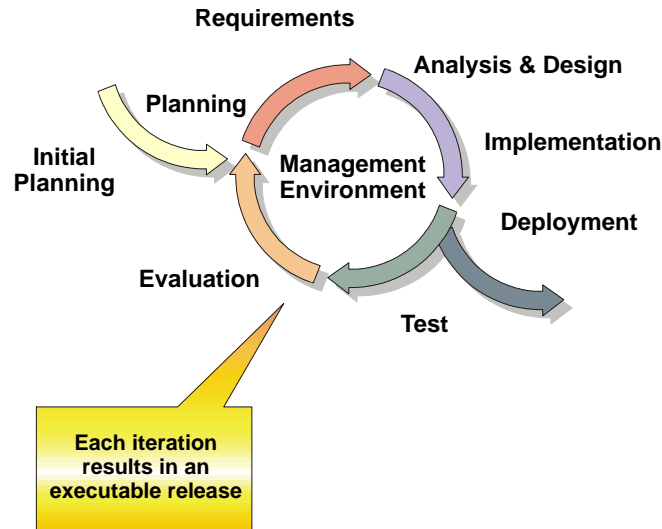 Requirements
Analysis & Design
Planning
Implementation
Initial
Planning
Management
Environment
Deployment
Evaluation
Test
Each iteration
results in an
executable release